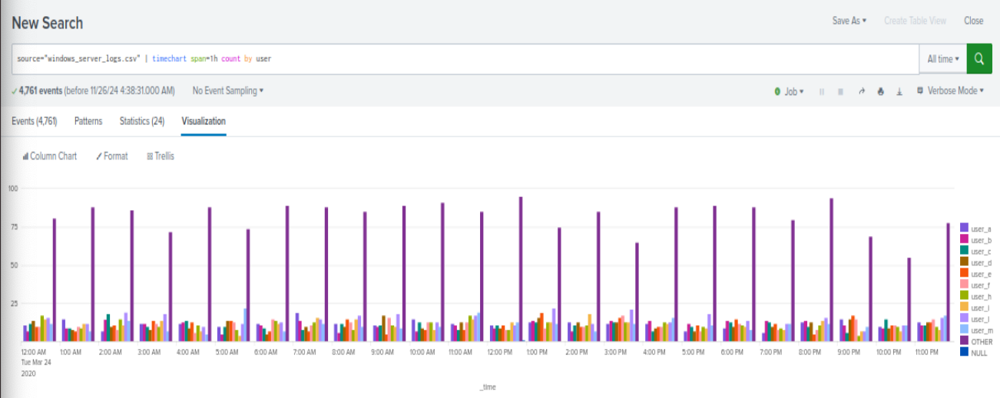 New Search
Save As ▾ Create Table View Close
source="windows_server_logs.csv" | timechart span=1h count by user
All time ▾
✓ 4,761 events (before 11/26/24 4:38:31.000 AM) No Event Sampling ▾
Job ▾ Verbose Mode ▾
Events (4,761) Patterns Statistics (24) Visualization
Column Chart Format Trellis
100
75
50
25
12:00 AM 1:00 AM 2:00 AM 3:00 AM 4:00 AM 5:00 AM 6:00 AM 7:00 AM 8:00 AM 9:00 AM 10:00 AM 11:00 AM 12:00 PM 1:00 PM 2:00 PM 3:00 PM 4:00 PM 5:00 PM 6:00 PM 7:00 PM 8:00 PM 9:00 PM 10:00 PM 11:00 PM
Tue Mar 24
2020
_time
user_a
user_b
user_c
user_d
user_e
user_f
user_h
user_i
user_l
user_m
OTHER
NULL